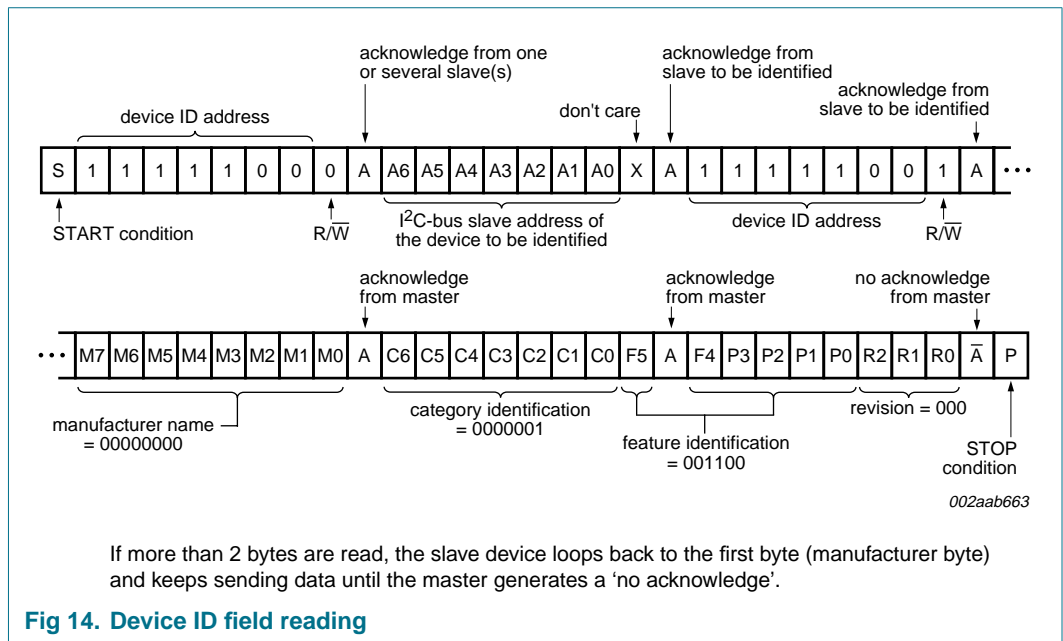 acknowledge from one
or several slave(s)
acknowledge from
slave to be identified
acknowledge from
slave to be identified
device ID address
don't care
S 1 1 1 1 1 0 0 0 A A6 A5 A4 A3 A2 A1 A0 X A 1 1 1 1 1 0 0 1 A •••
START condition
R/W̅
I²C-bus slave address of
the device to be identified
device ID address
R/W̅
acknowledge
from master
acknowledge
from master
no acknowledge
from master
••• M7 M6 M5 M4 M3 M2 M1 M0 A C6 C5 C4 C3 C2 C1 C0 F5 A F4 P3 P2 P1 P0 R2 R1 R0 A̅ P
manufacturer name
= 00000000
category identification
= 0000001
feature identification
= 001100
revision = 000
STOP
condition
002aab663
If more than 2 bytes are read, the slave device loops back to the first byte (manufacturer byte)
and keeps sending data until the master generates a ‘no acknowledge’.
Fig 14. Device ID field reading